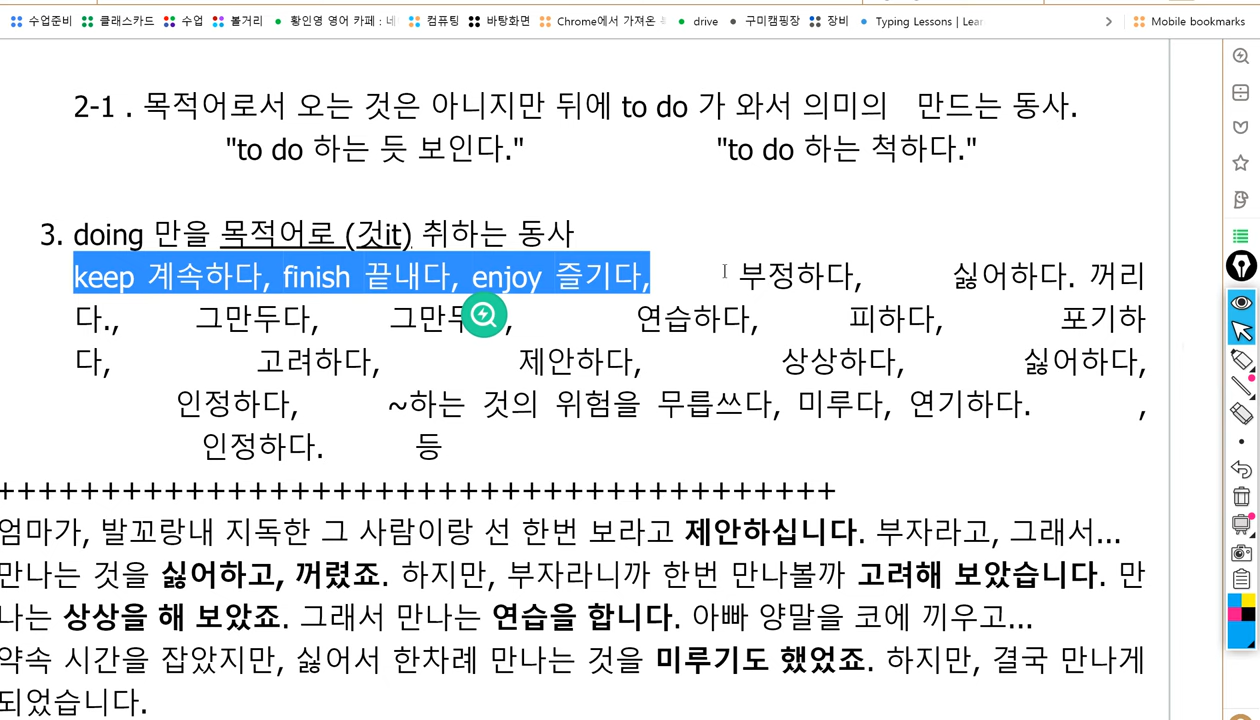 수업준비 클래스카드 수업 볼거리 황인영 영어 카페 : 네 컴퓨팅 바탕화면 Chrome에서 가져온 drive 구미캠핑장 장비 Typing Lessons | Lear Mobile bookmarks
2-1 . 목적어로서 오는 것은 아니지만 뒤에 to do 가 와서 의미의 만드는 동사.
"to do 하는 듯 보인다." "to do 하는 척하다."
3. doing 만을 목적어로 (것it) 취하는 동사
keep 계속하다, finish 끝내다, enjoy 즐기다, 부정하다, 싫어하다. 꺼리
다., 그만두다, 그만두 , 연습하다, 피하다, 포기하
다, 고려하다, 제안하다, 상상하다, 싫어하다,
인정하다, ~하는 것의 위험을 무릅쓰다, 미루다, 연기하다. ,
인정하다. 등
++++++++++++++++++++++++++++++++++++++++++++
엄마가, 발꼬랑내 지독한 그 사람이랑 선 한번 보라고 제안하십니다. 부자라고, 그래서...
만나는 것을 싫어하고, 꺼렸죠. 하지만, 부자라니까 한번 만나볼까 고려해 보았습니다. 만
나는 상상을 해 보았죠. 그래서 만나는 연습을 합니다. 아빠 양말을 코에 끼우고...
약속 시간을 잡았지만, 싫어서 한차례 만나는 것을 미루기도 했었죠. 하지만, 결국 만나게
되었습니다.